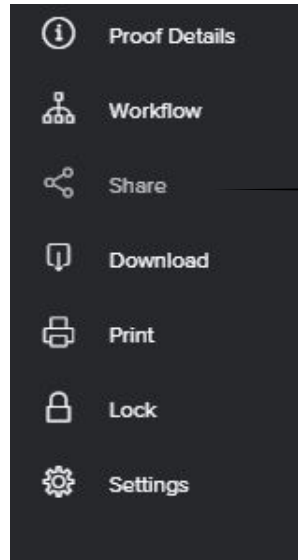 Proof Details
Workflow
Share
Download
Print
Lock
Settings